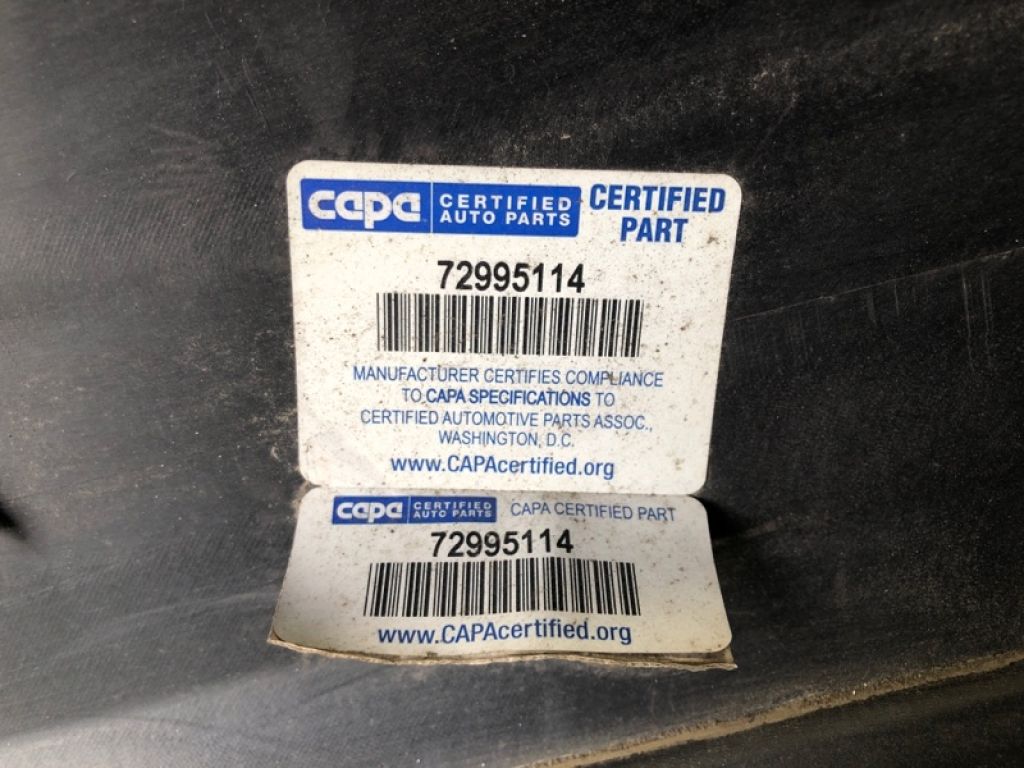 capa CERTIFIED AUTO PARTS
CERTIFIED PART
72995114
MANUFACTURER CERTIFIES COMPLIANCE
TO CAPA SPECIFICATIONS TO
CERTIFIED AUTOMOTIVE PARTS ASSOC.,
WASHINGTON, D.C.
www.CAPAcertified.org
capa CERTIFIED AUTO PARTS CAPA CERTIFIED PART
72995114
www.CAPAcertified.org